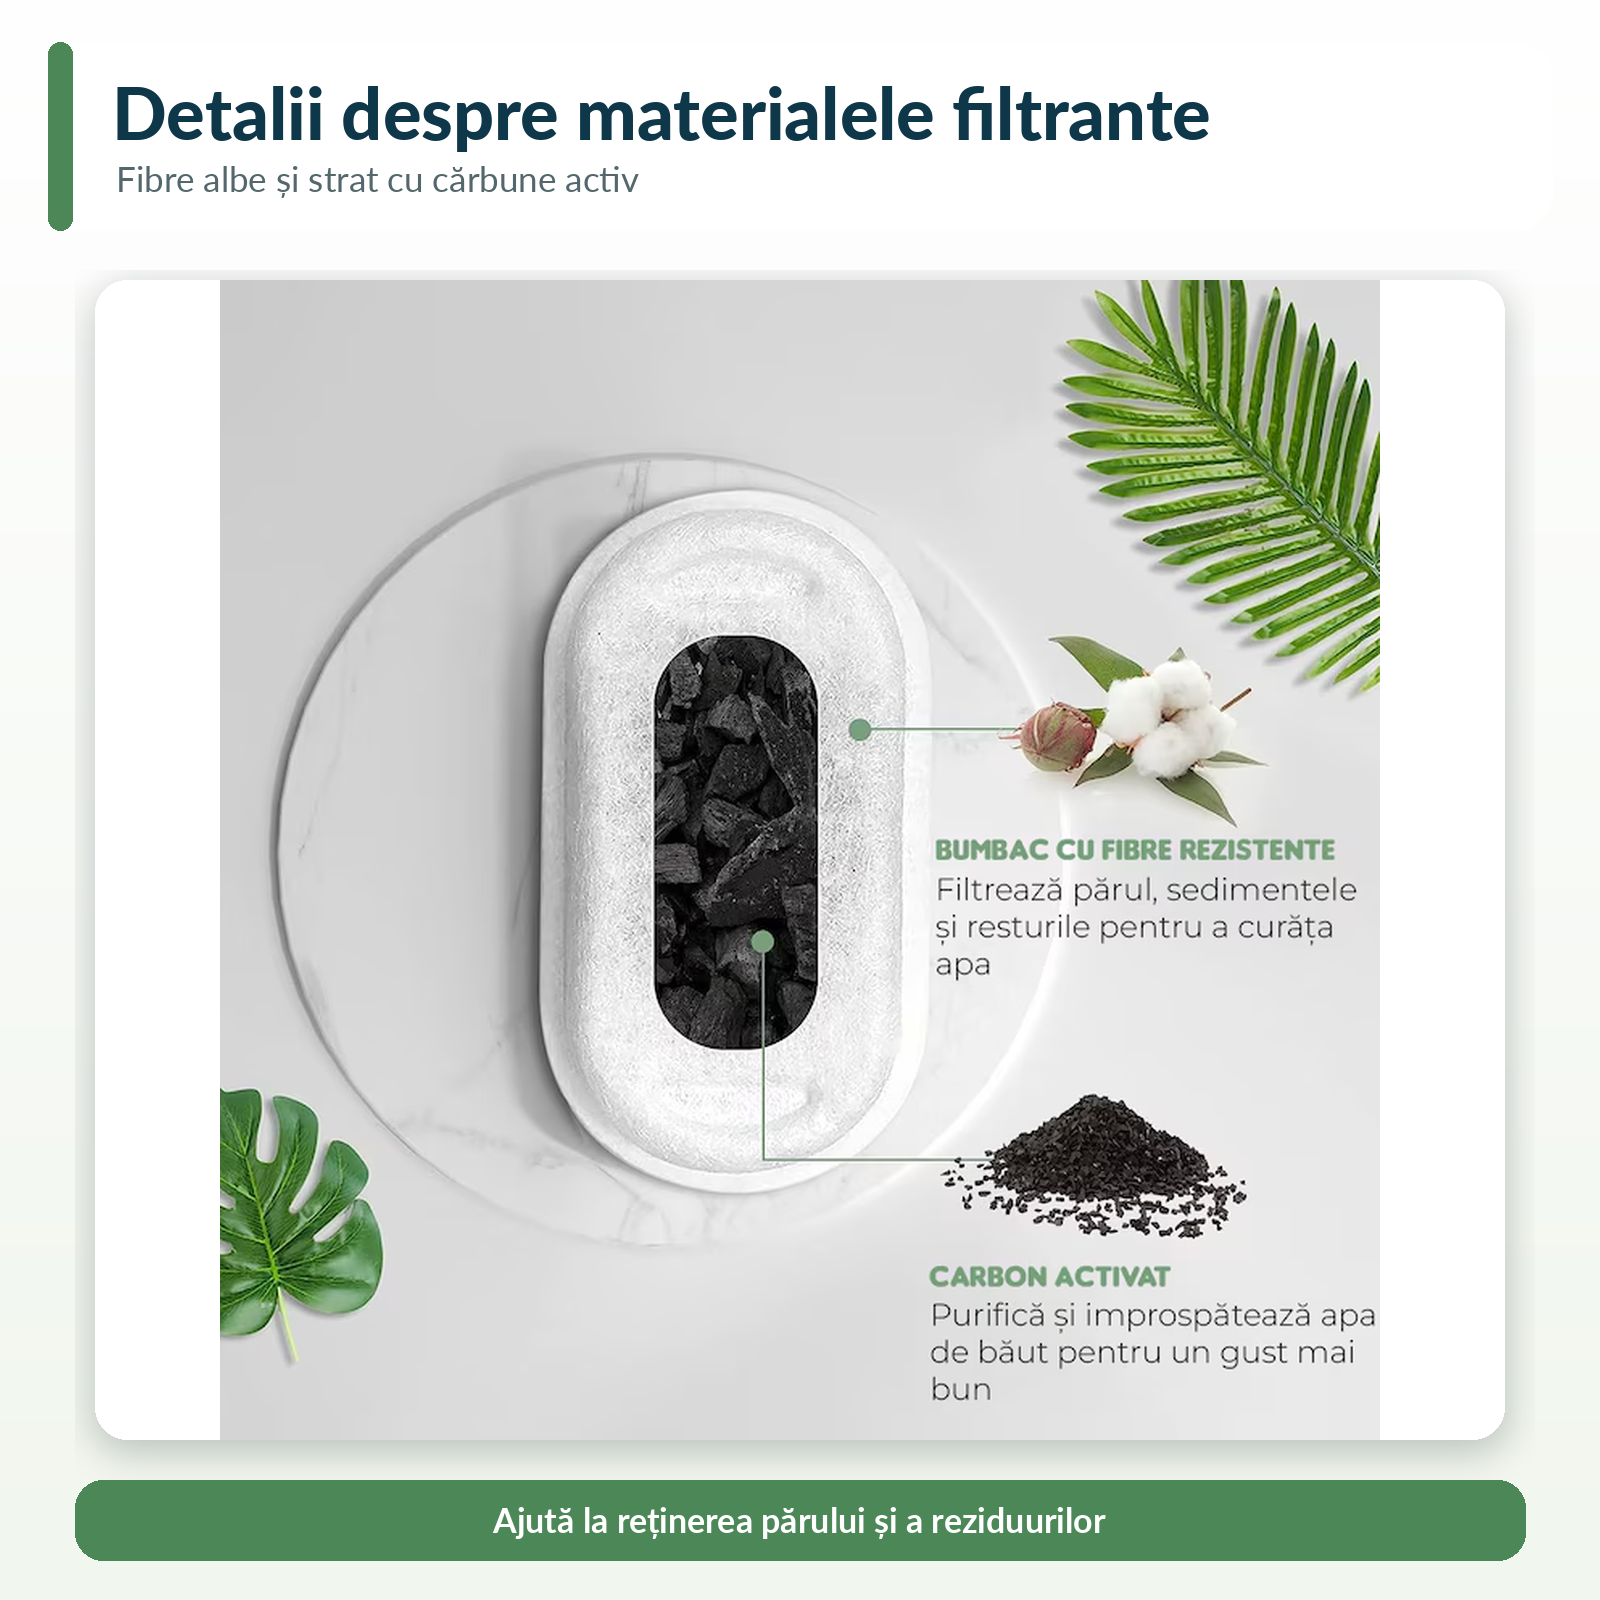 Detalii despre materialele filtrante
Fibre albe și strat cu cărbune activ
BUMBAC CU FIBRE REZISTENTE
Filtrează părul, sedimentele
și resturile pentru a curăța
apa
CARBON ACTIVAT
Purifică și improspătează apa
de băut pentru un gust mai
bun
Ajută la reținerea părului și a reziduurilor